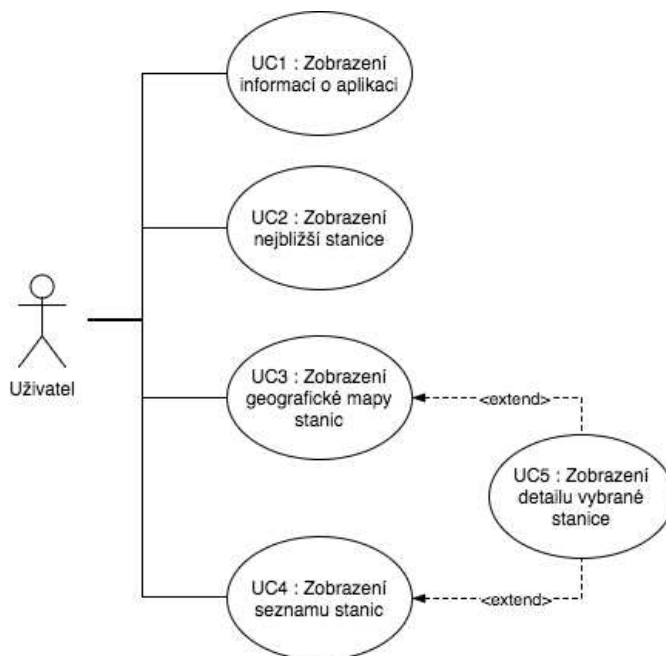 UC1 : Zobrazení
informací o aplikaci
UC2 : Zobrazení
nejbližší stanice
Uživatel
UC3 : Zobrazení
geografické mapy
stanic
<extend>
UC5 : Zobrazení
detailu vybrané
stanice
UC4 : Zobrazení
seznamu stanic
<extend>